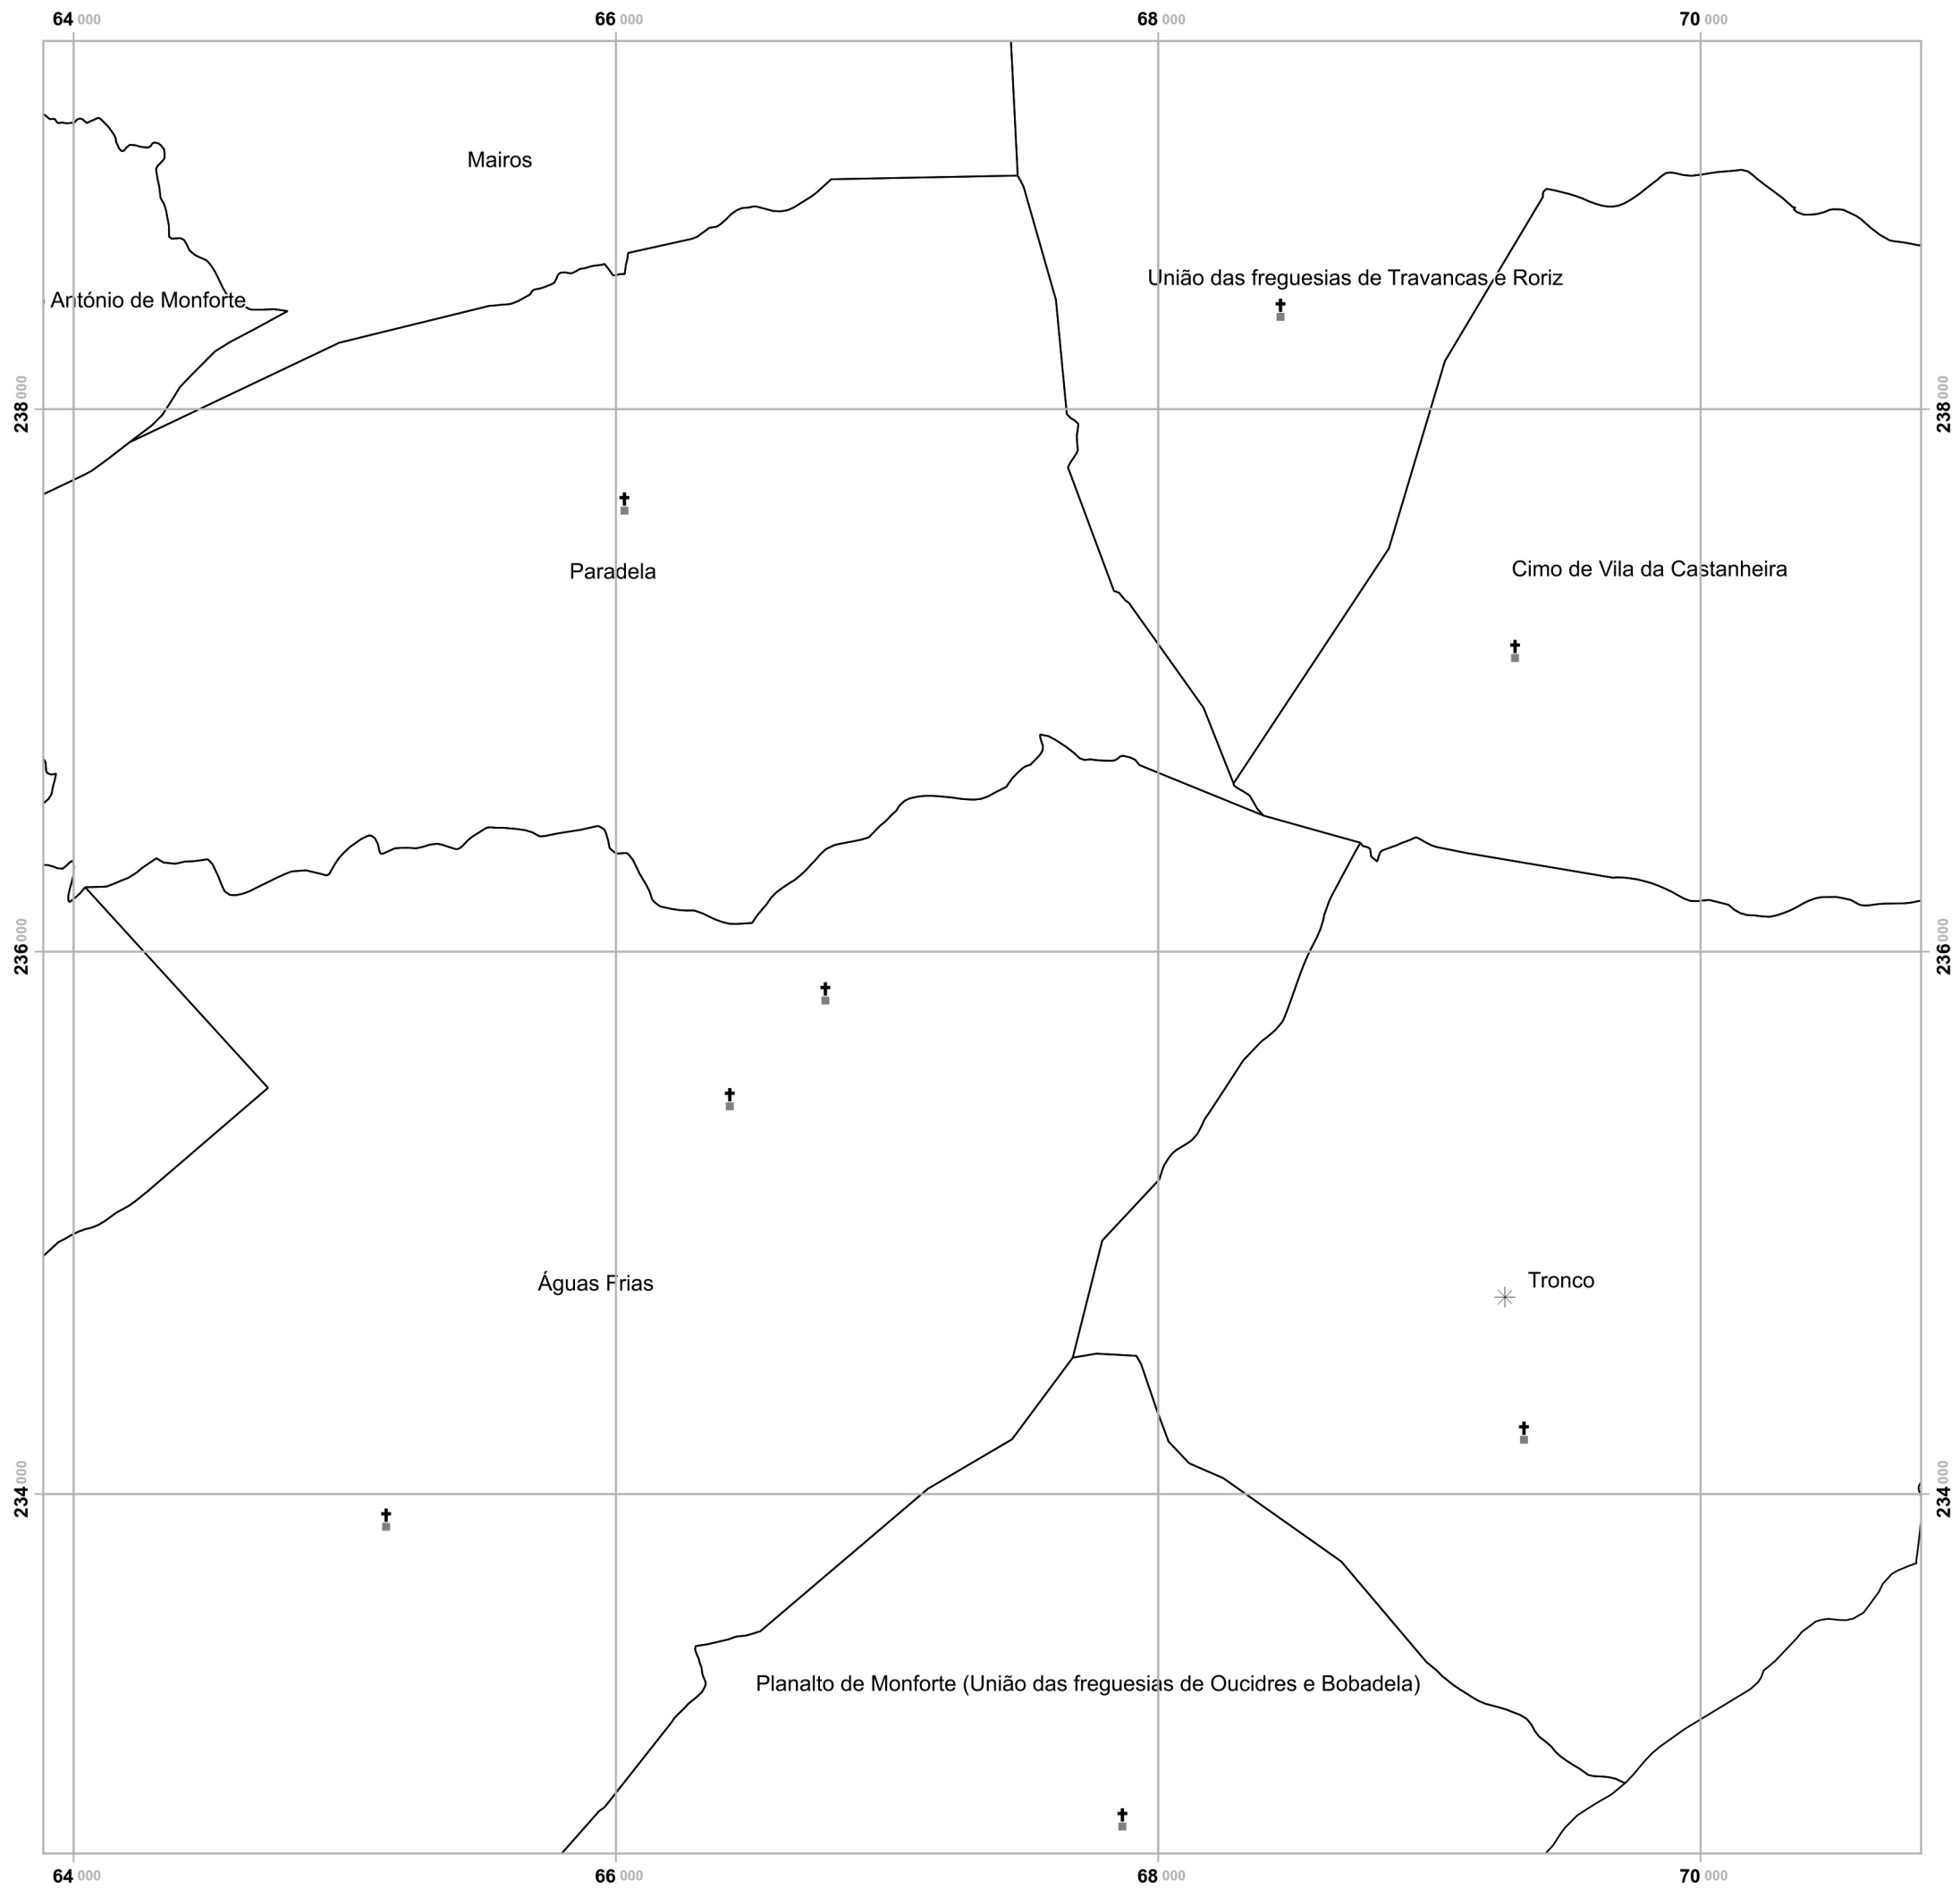 64 000 66 000 68 000 70 000
Mairos
União das freguesias de Travancas e Roriz
António de Monforte
238 000 238 000
Paradela
Cimo de Vila da Castanheira
236 000 236 000
Águas Frias
Tronco
234 000 234 000
Planalto de Monforte (União das freguesias de Oucidres e Bobadela)
64 000 66 000 68 000 70 000